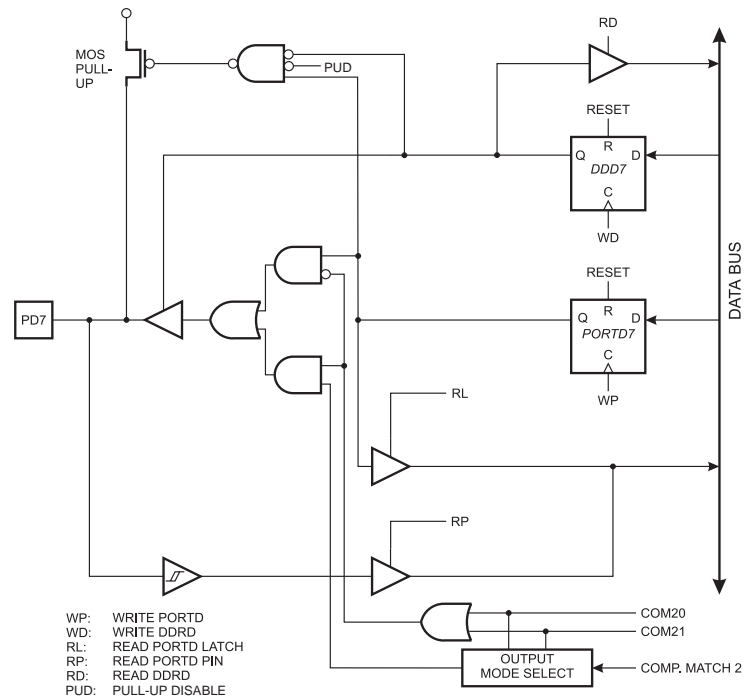 MOS
PULL-
UP
RD
PUD
RESET
R
Q
D
DDD7
C
WD
RESET
R
Q
D
PORTD7
C
WP
DATA BUS
PD7
RL
RP
COM20
COM21
OUTPUT
MODE SELECT
COMP. MATCH 2
WP: WRITE PORTD
WD: WRITE DDRD
RL: READ PORTD LATCH
RP: READ PORTD PIN
RD: READ DDRD
PUD: PULL-UP DISABLE